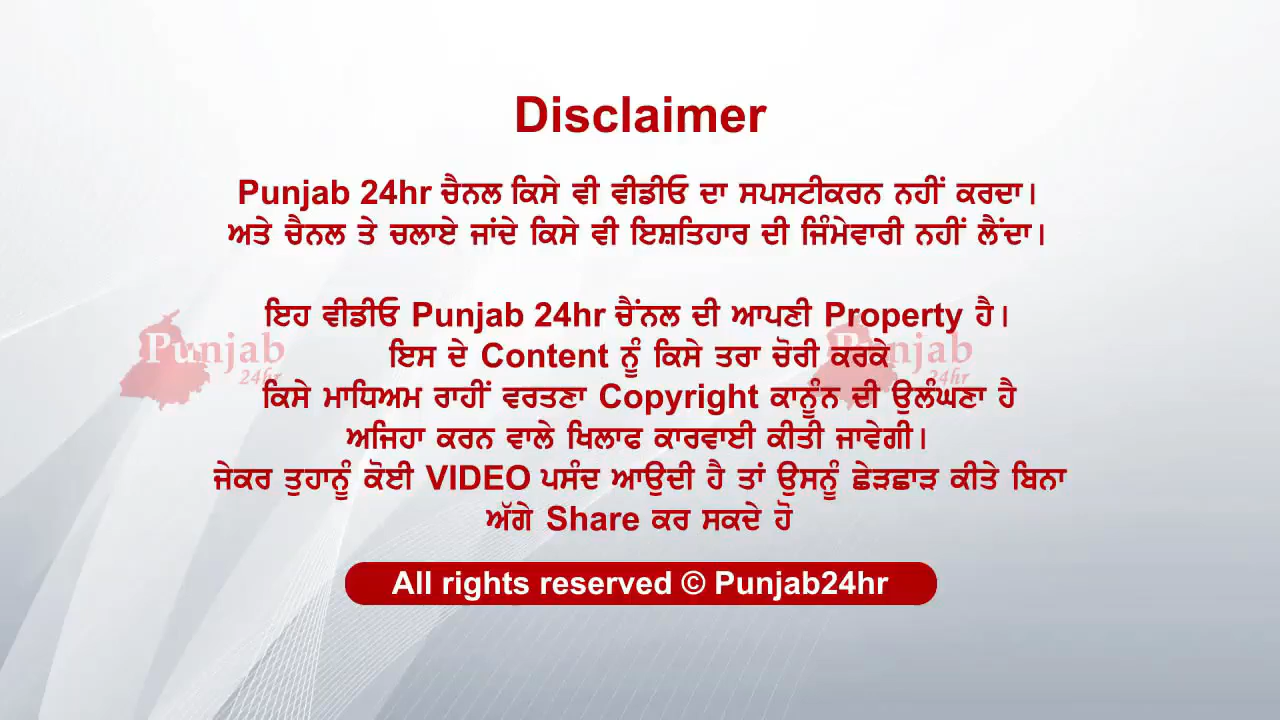 Disclaimer
Punjab 24hr ਚੈਨਲ ਕਿਸੇ ਵੀ ਵੀਡੀਓ ਦਾ ਸਪਸਟੀਕਰਨ ਨਹੀਂ ਕਰਦਾ।
ਅਤੇ ਚੈਨਲ ਤੇ ਚਲਾਏ ਜਾਂਦੇ ਕਿਸੇ ਵੀ ਇਸ਼ਤਿਹਾਰ ਦੀ ਜਿੰਮੇਵਾਰੀ ਨਹੀਂ ਲੈਂਦਾ।
ਇਹ ਵੀਡੀਓ Punjab 24hr ਚੈਂਨਲ ਦੀ ਆਪਣੀ Property ਹੈ।
ਇਸ ਦੇ Content ਨੂੰ ਕਿਸੇ ਤਰਾ ਚੋਰੀ ਕਰਕੇ
ਕਿਸੇ ਮਾਧਿਅਮ ਰਾਹੀਂ ਵਰਤਣਾ Copyright ਕਾਨੂੰਨ ਦੀ ਉਲੰਘਣਾ ਹੈ
ਅਜਿਹਾ ਕਰਨ ਵਾਲੇ ਖਿਲਾਫ ਕਾਰਵਾਈ ਕੀਤੀ ਜਾਵੇਗੀ।
ਜੇਕਰ ਤੁਹਾਨੂੰ ਕੋਈ VIDEO ਪਸੰਦ ਆਉਦੀ ਹੈ ਤਾਂ ਉਸਨੂੰ ਛੇੜਛਾੜ ਕੀਤੇ ਬਿਨਾ
ਅੱਗੇ Share ਕਰ ਸਕਦੇ ਹੋ
All rights reserved © Punjab24hr
Punjab
24hr
Punjab
24hr